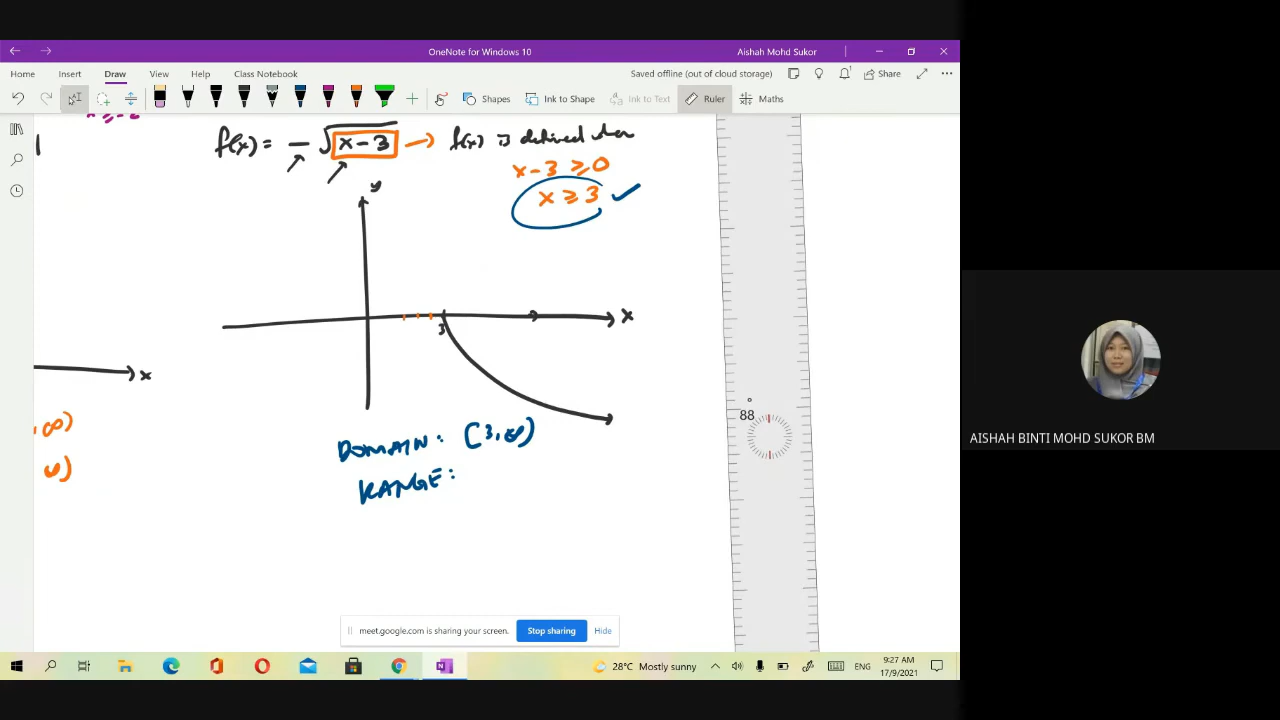 OneNote for Windows 10
Aishah Mohd Sukor
Home Insert Draw View Help Class Notebook
Saved offline (out of cloud storage)
Share
Shapes
Ink to Shape
Ink to Text
Ruler
Maths
f(x) = − √x − 3 → f(x) is defined when
x − 3 ≥ 0
x ≥ 3 ✓
y
x
3
x
, ∞)
DOMAIN: [3, ∞)
RANGE:
88°
AISHAH BINTI MOHD SUKOR BM
meet.google.com is sharing your screen.
Stop sharing
Hide
28°C Mostly sunny
ENG
9:27 AM
17/9/2021